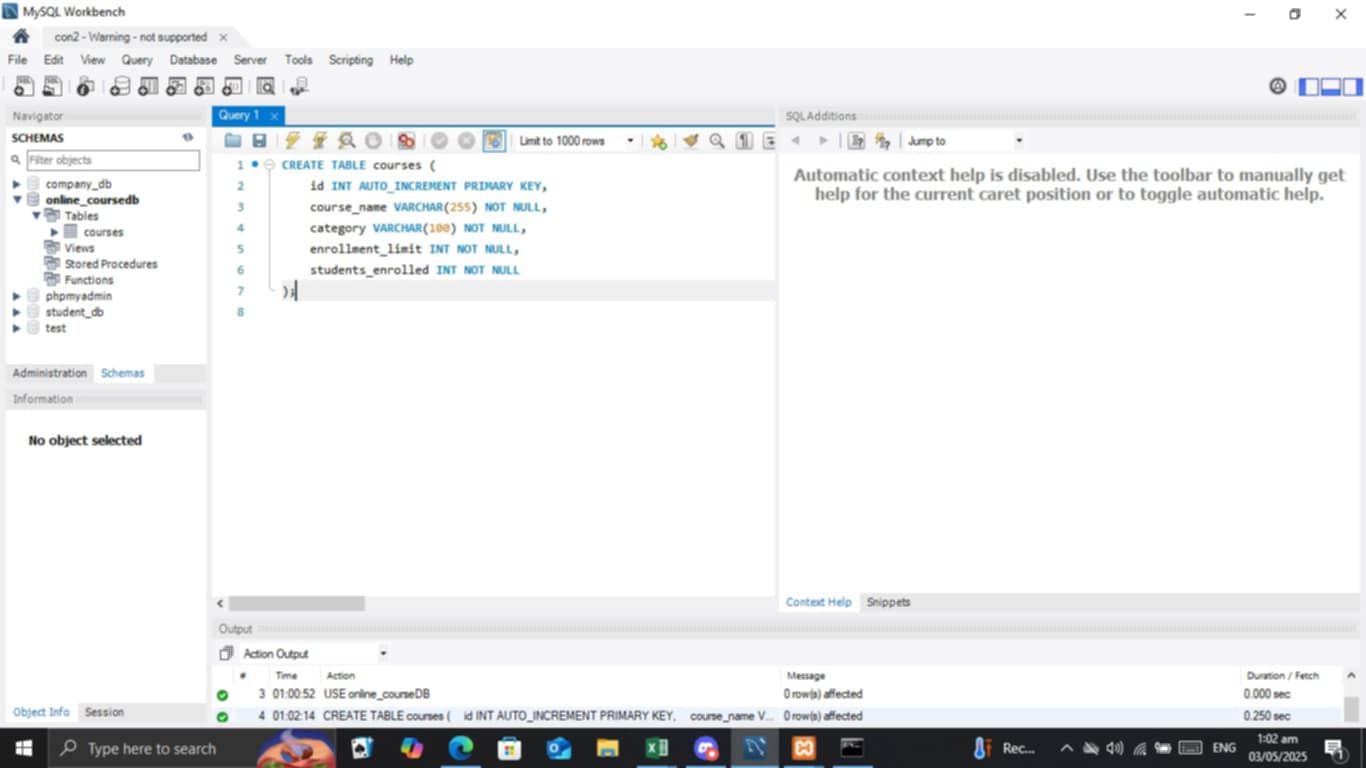 MySQL Workbench
con2 - Warning - not supported
File Edit View Query Database Server Tools Scripting Help
Navigator
SCHEMAS
Filter objects
company_db
online_coursedb
Tables
courses
Views
Stored Procedures
Functions
phpmyadmin
student_db
test
Administration Schemas
Information
No object selected
Object Info Session
Query 1
Limit to 1000 rows
1 CREATE TABLE courses (
2 id INT AUTO_INCREMENT PRIMARY KEY,
3 course_name VARCHAR(255) NOT NULL,
4 category VARCHAR(100) NOT NULL,
5 enrollment_limit INT NOT NULL,
6 students_enrolled INT NOT NULL
7 );
8
SQLAdditions
Jump to
Automatic context help is disabled. Use the toolbar to manually get
help for the current caret position or to toggle automatic help.
Context Help Snippets
Output
Action Output
# Time Action Message Duration / Fetch
3 01:00:52 USE online_courseDB 0 row(s) affected 0.000 sec
4 01:02:14 CREATE TABLE courses ( id INT AUTO_INCREMENT PRIMARY KEY, course_name V... 0 row(s) affected 0.250 sec
Type here to search
Rec...
ENG
1:02 am
03/05/2025
1